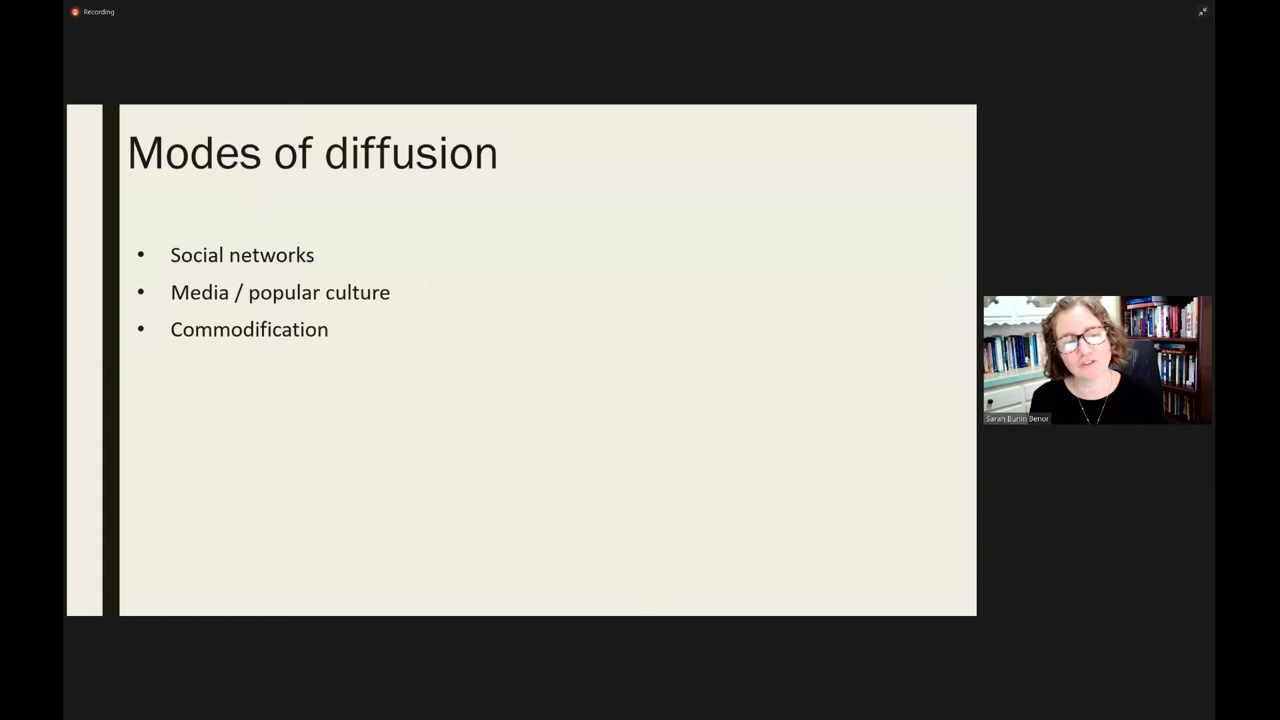 Recording
Modes of diffusion
• Social networks
• Media / popular culture
• Commodification
Sarah Bunin Benor